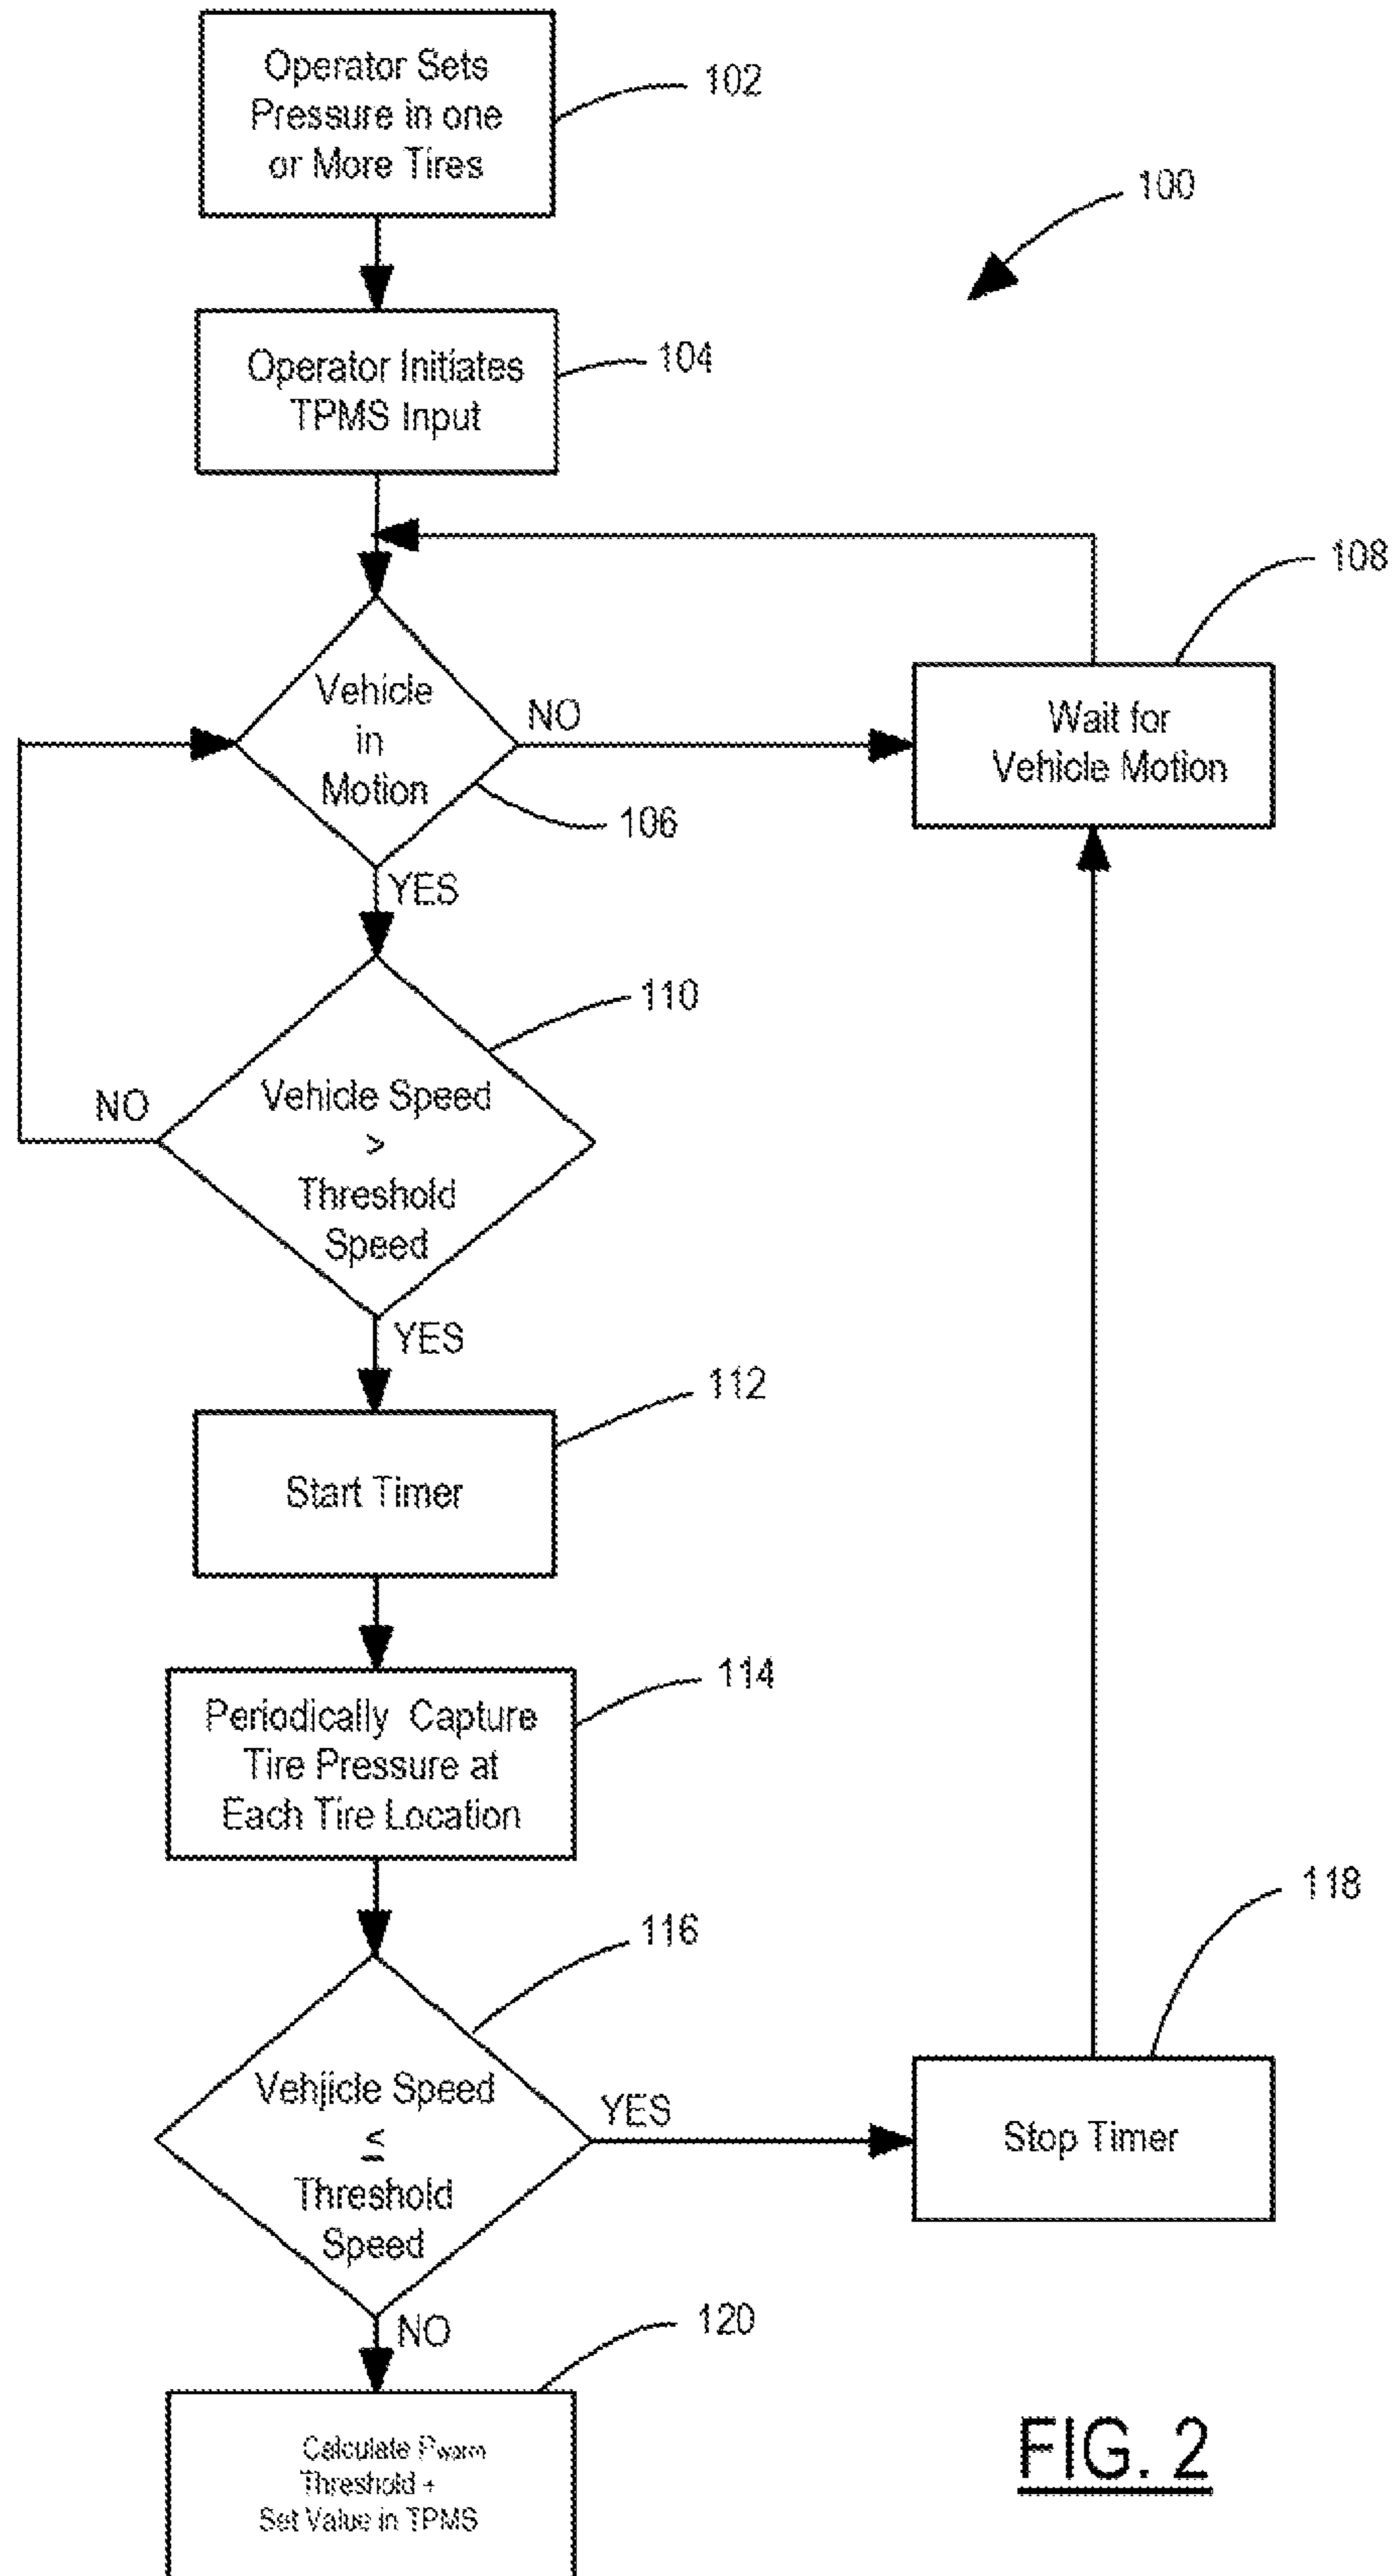 Operator Sets
Pressure in one
or More Tires
102
100
Operator Initiates
TPMS Input
104
108
Vehicle
in
Motion
NO
Wait for
Vehicle Motion
106
YES
110
Vehicle Speed
>
Threshold
Speed
NO
YES
112
Start Timer
114
Periodically Capture
Tire Pressure at
Each Tire Location
116
118
Vehjicle Speed
≤
Threshold
Speed
YES
Stop Timer
NO
120
Calculate Pwarm
Threshold +
Set Value in TPMS
FIG. 2